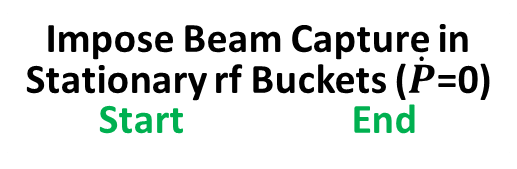 Impose Beam Capture in
Stationary rf Buckets (Ṗ=0)
Start End